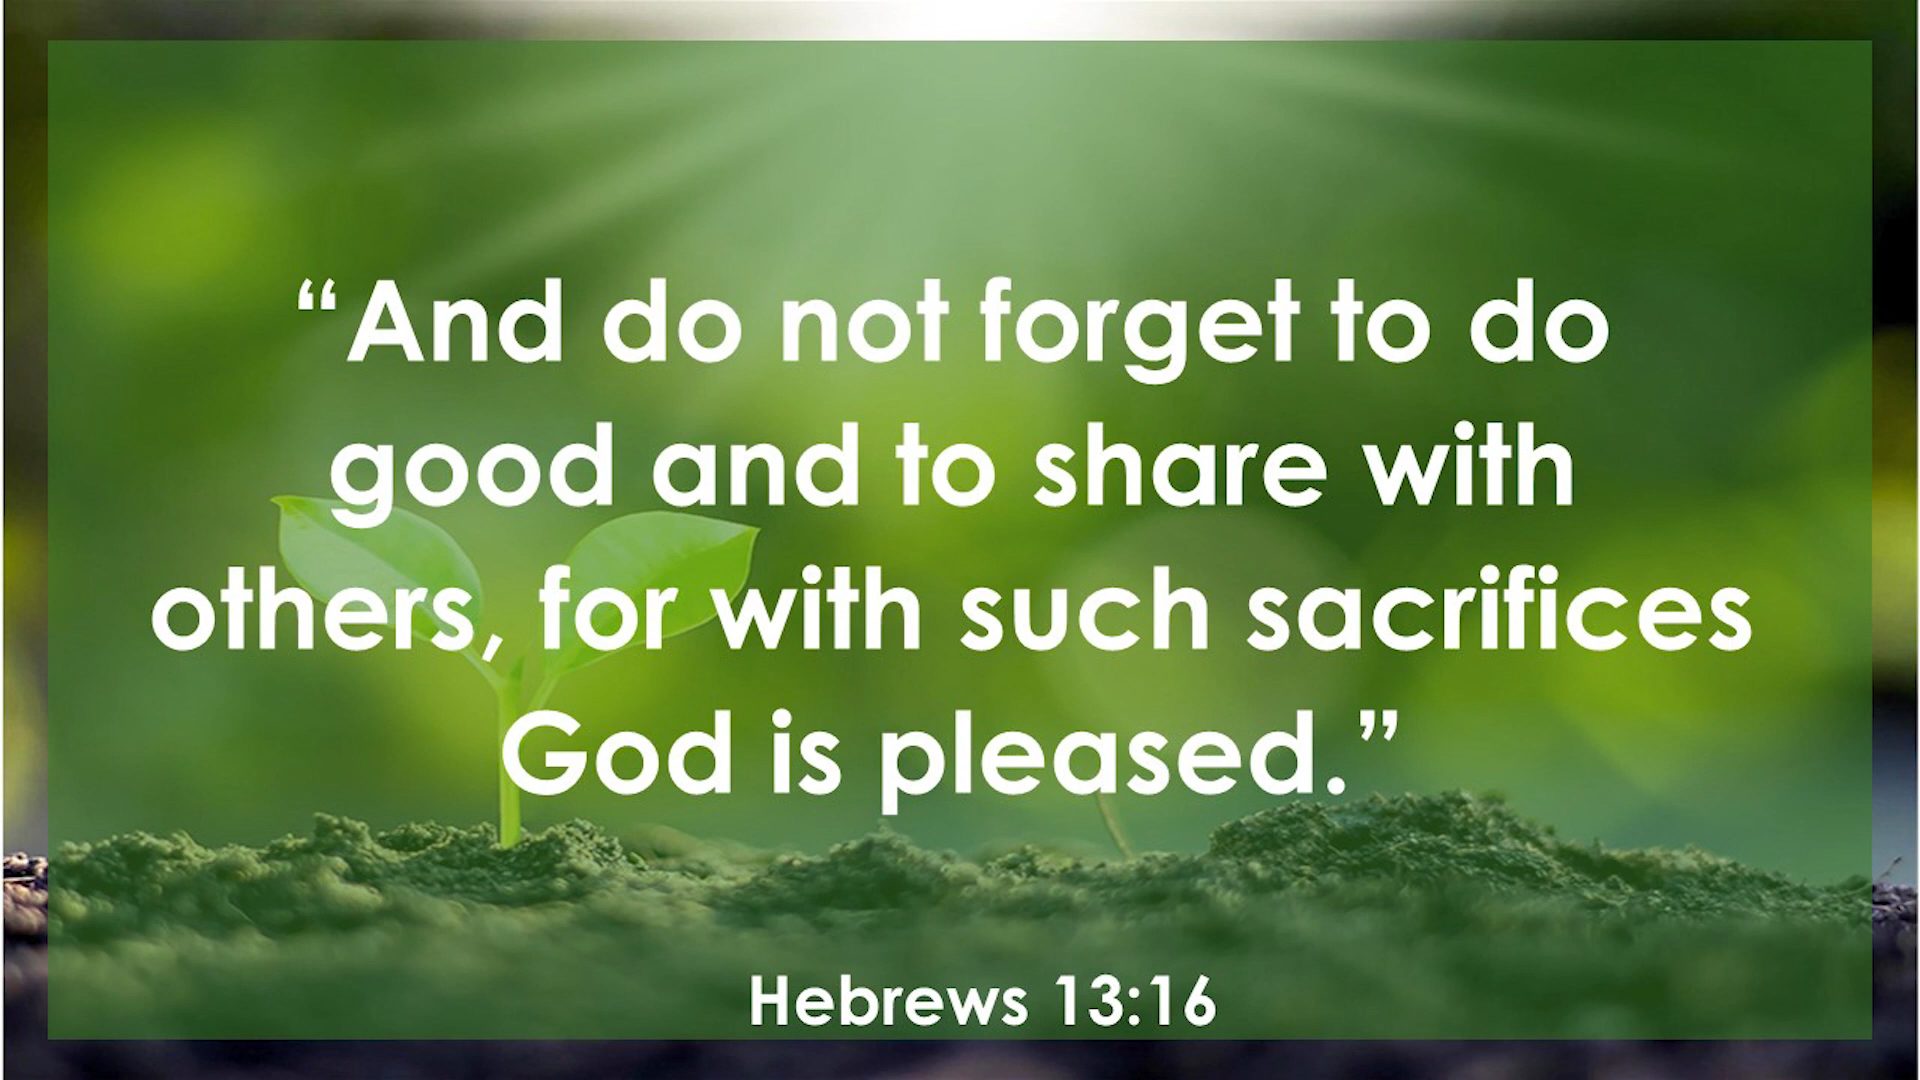 “And do not forget to do
good and to share with
others, for with such sacrifices
God is pleased.”
Hebrews 13:16